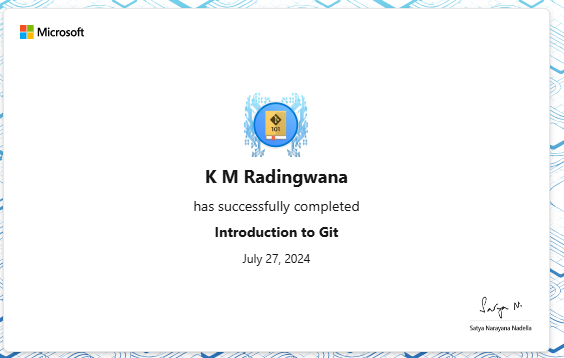 Microsoft
101
K M Radingwana
has successfully completed
Introduction to Git
July 27, 2024
Satya N.
Satya Narayana Nadella